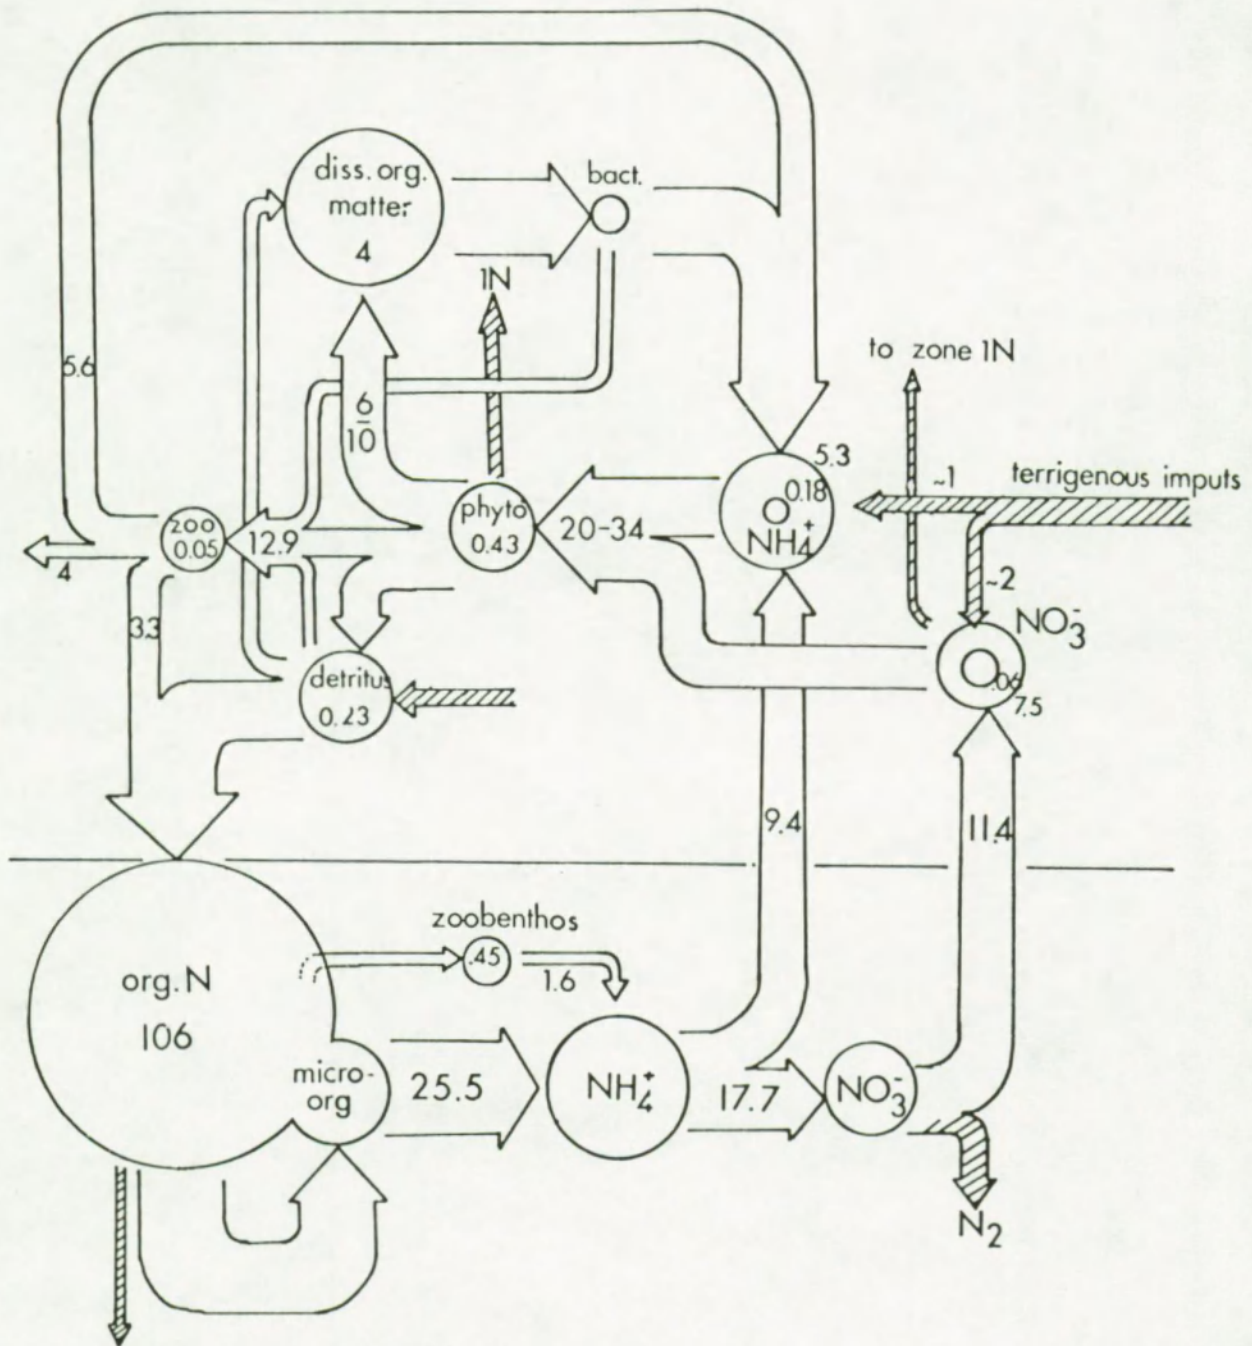 diss. org.
matter
4
bact.
1N
5.6
6
10
to zone 1N
5.3
~1
terrigenous imputs
0.18
NH₄⁺
zoo
0.05
12.9
phyto
0.43
20-34
4
~2
NO₃⁻
.06
7.5
3.3
detritus
0.23
9.4
11.4
zoobenthos
.45
1.6
org. N
106
micro-
org
25.5
NH₄⁺
17.7
NO₃⁻
N₂